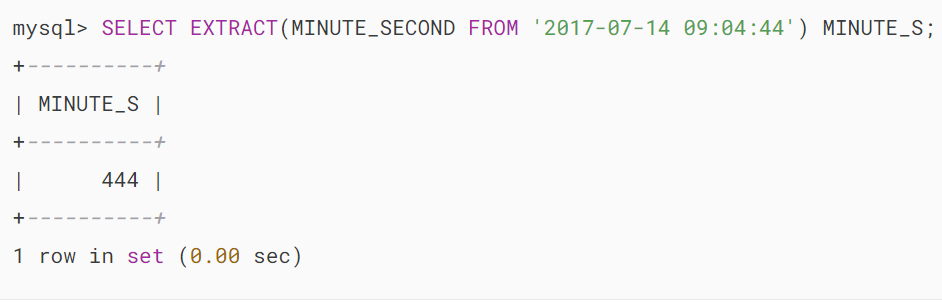 mysql> SELECT EXTRACT(MINUTE_SECOND FROM '2017-07-14 09:04:44') MINUTE_S;
+----------+
| MINUTE_S |
+----------+
|      444 |
+----------+
1 row in set (0.00 sec)